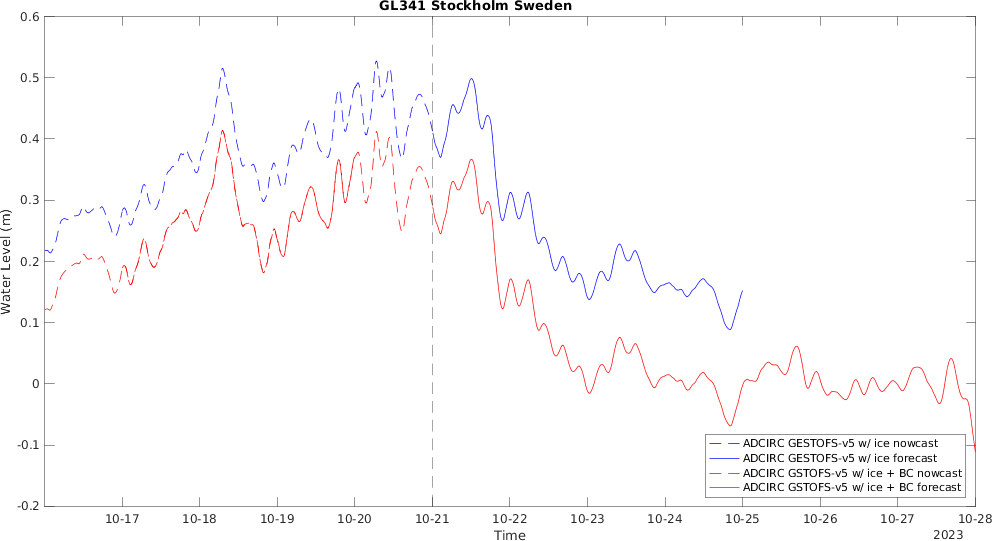 GL341 Stockholm Sweden
0.6
0.5
0.4
0.3
0.2
0.1
0
-0.1
-0.2
Water Level (m)
ADCIRC GESTOFS-v5 w/ ice nowcast
ADCIRC GESTOFS-v5 w/ ice forecast
ADCIRC GSTOFS-v5 w/ ice + BC nowcast
ADCIRC GSTOFS-v5 w/ ice + BC forecast
10-17 10-18 10-19 10-20 10-21 10-22 10-23 10-24 10-25 10-26 10-27 10-28
Time
2023